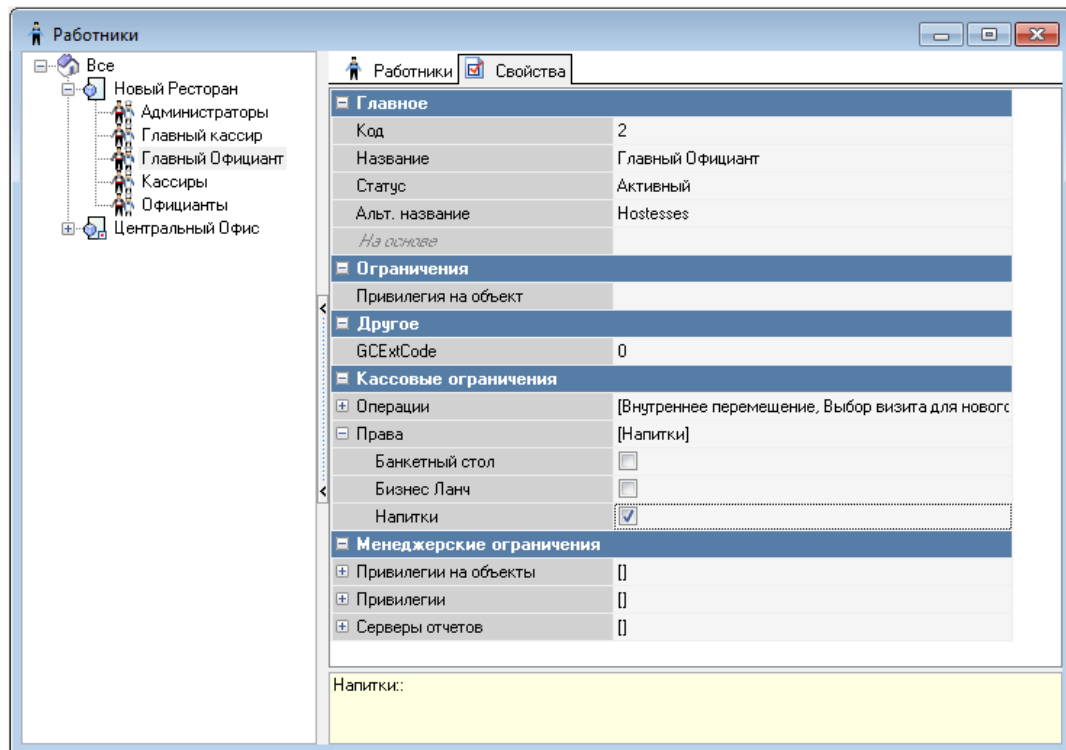 Работники
Все
Новый Ресторан
Администраторы
Главный кассир
Главный Официант
Кассиры
Официанты
Центральный Офис
Работники Свойства
Главное
Код 2
Название Главный Официант
Статус Активный
Альт. название Hostesses
На основе
Ограничения
Привилегия на объект
Другое
GCExtCode 0
Кассовые ограничения
Операции [Внутреннее перемещение, Выбор визита для нового
Права [Напитки]
Банкетный стол
Бизнес Ланч
Напитки
Менеджерские ограничения
Привилегии на объекты []
Привилегии []
Серверы отчетов []
Напитки::